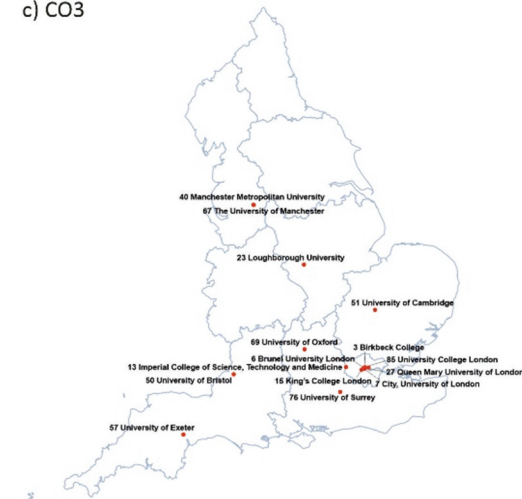 c) CO3
40 Manchester Metropolitan University
67 The University of Manchester
23 Loughborough University
51 University of Cambridge
69 University of Oxford
3 Birkbeck College
6 Brunel University London
85 University College London
13 Imperial College of Science, Technology and Medicine
27 Queen Mary University of London
50 University of Bristol
15 King's College London
7 City, University of London
76 University of Surrey
57 University of Exeter